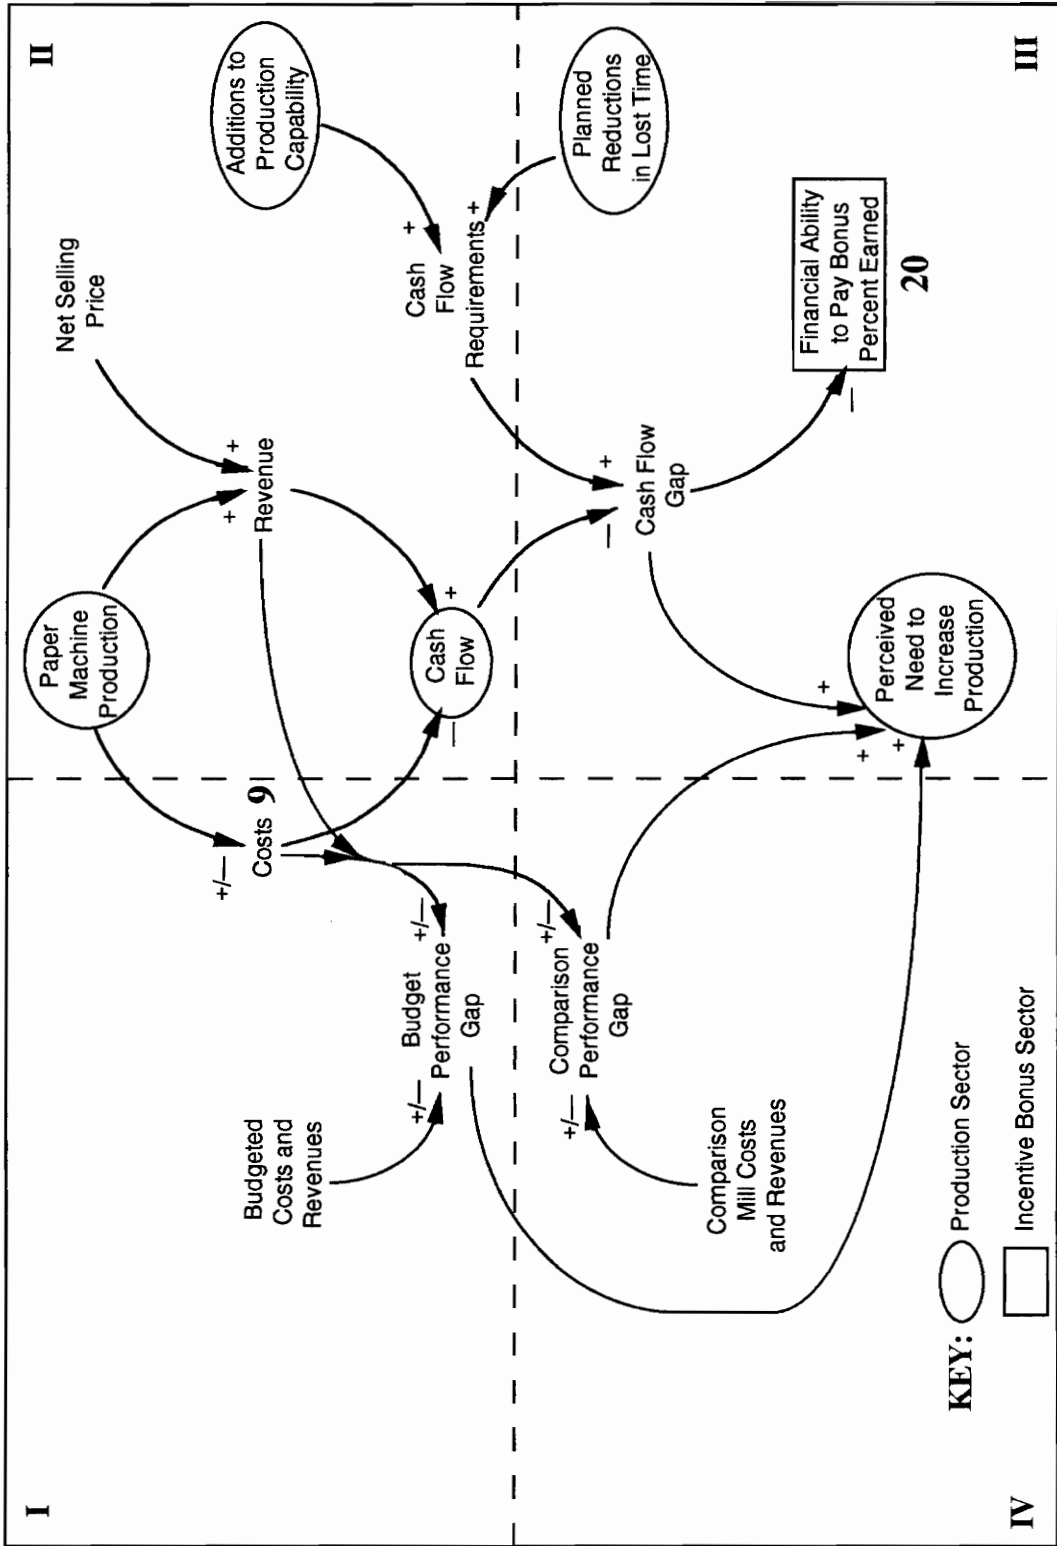 I
II
Paper
Machine
Production
Net Selling
Price
Additions to
Production
Capability
+/—
Costs 9
+
+
Revenue
Budgeted
Costs and
Revenues
+/—
Budget
Performance
Gap
+/—
—
Cash
Flow
+
Cash
Flow
Requirements
+
+
Planned
Reductions
in Lost Time
+/—
Comparison
Performance
Gap
+/—
Comparison
Mill Costs
and Revenues
—
+
Cash Flow
Gap
—
Financial Ability
to Pay Bonus
Percent Earned
20
+
+
+
Perceived
Need to
Increase
Production
KEY:
Production Sector
Incentive Bonus Sector
IV
III